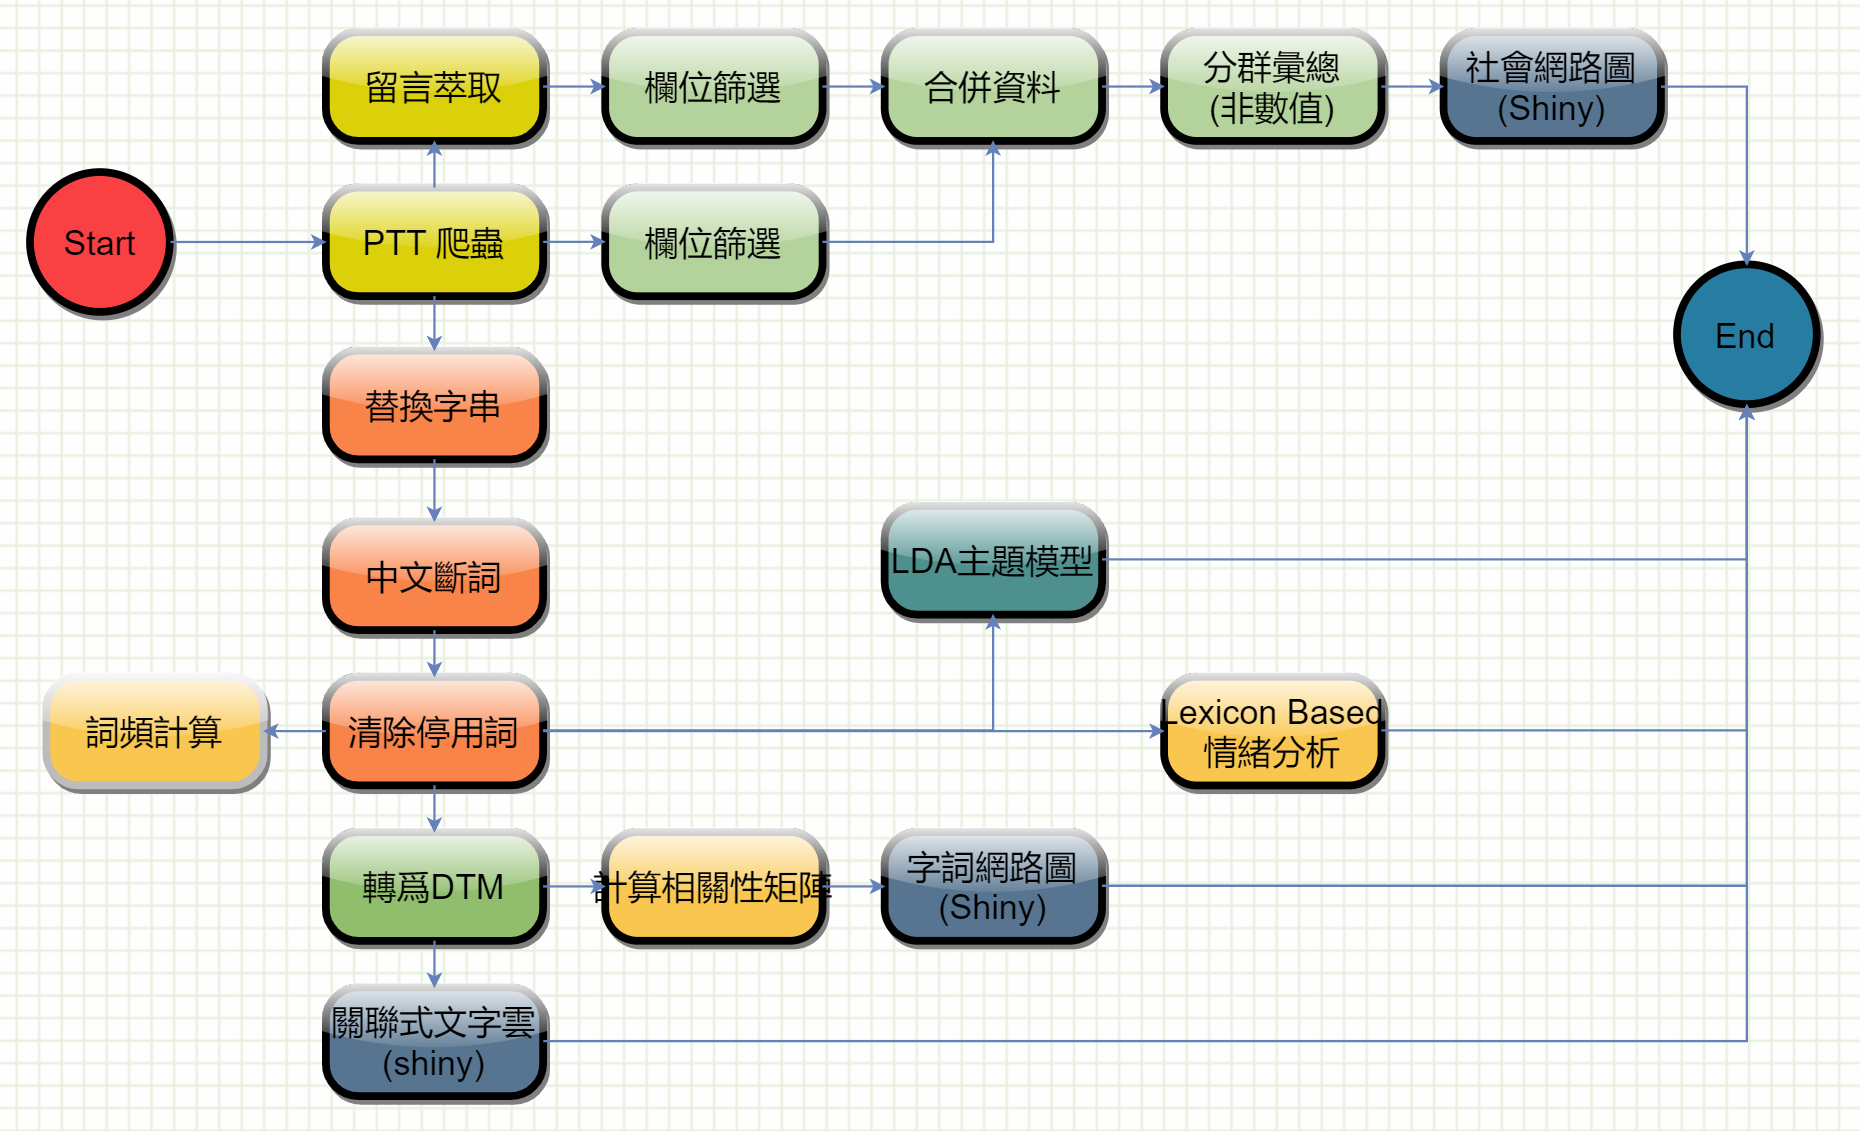 留言萃取
欄位篩選
合併資料
分群彙總
(非數值)
社會網路圖
(Shiny)
Start
PTT 爬蟲
欄位篩選
End
替換字串
中文斷詞
LDA主題模型
詞頻計算
清除停用詞
Lexicon Based
情緒分析
轉爲DTM
計算相關性矩陣
字詞網路圖
(Shiny)
關聯式文字雲
(shiny)